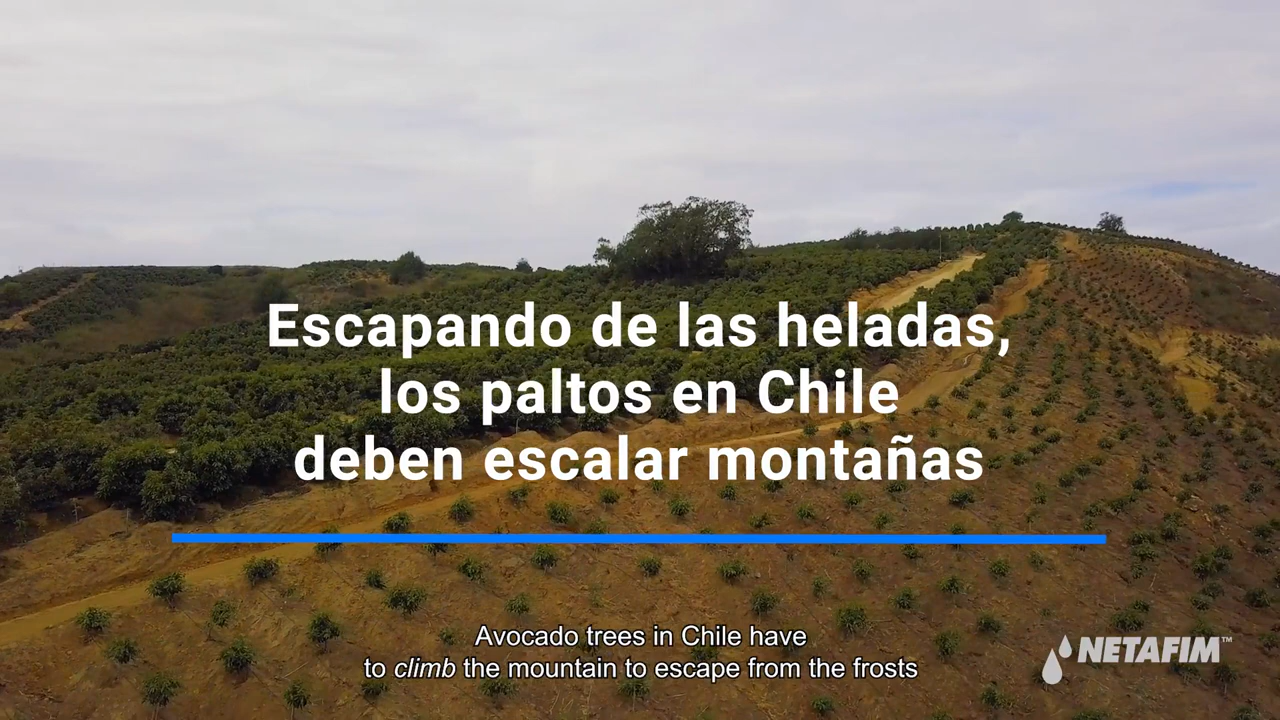 Escapando de las heladas,
los paltos en Chile
deben escalar montañas
Avocado trees in Chile have
to climb the mountain to escape from the frosts
NETAFIM™